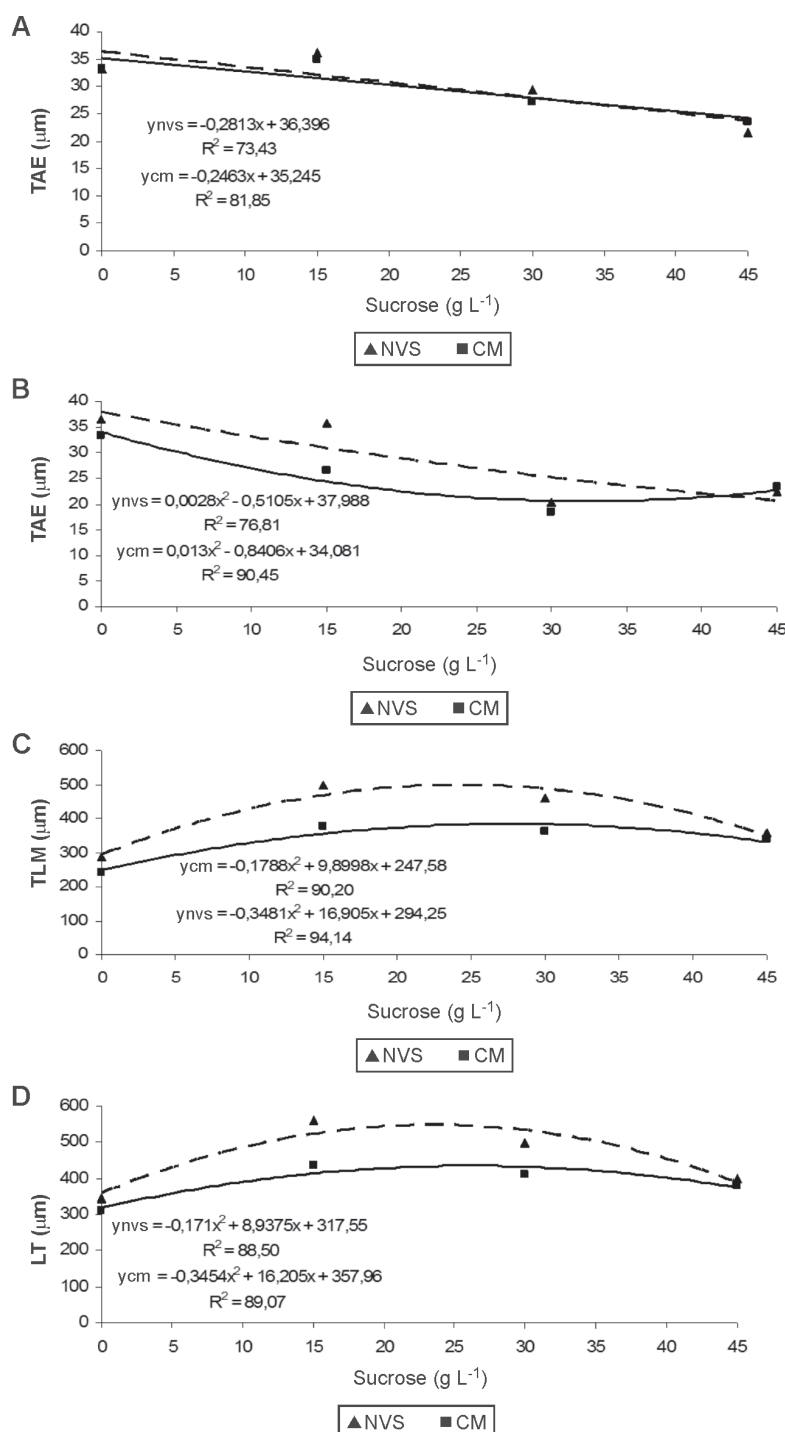 A
40
35
30
25
20
15
10
5
0
TAE (µm)
ynvs = -0,2813x + 36,396
R² = 73,43
ycm = -0,2463x + 35,245
R² = 81,85
0 5 10 15 20 25 30 35 40 45
Sucrose (g L⁻¹)
▲NVS ■CM
B
40
35
30
25
20
15
10
5
0
TAE (µm)
ynvs = 0,0028x² - 0,5105x + 37,988
R² = 76,81
ycm = 0,013x² - 0,8406x + 34,081
R² = 90,45
0 5 10 15 20 25 30 35 40 45
Sucrose (g L⁻¹)
▲NVS ■CM
C
600
500
400
300
200
100
0
TLM (µm)
ycm = -0,1788x² + 9,8998x + 247,58
R² = 90,20
ynvs = -0,3481x² + 16,905x + 294,25
R² = 94,14
0 5 10 15 20 25 30 35 40 45
Sucrose (g L⁻¹)
▲NVS ■CM
D
600
500
400
300
200
100
0
LT (µm)
ynvs = -0,171x² + 8,9375x + 317,55
R² = 88,50
ycm = -0,3454x² + 16,205x + 357,96
R² = 89,07
0 5 10 15 20 25 30 35 40 45
Sucrose (g L⁻¹)
▲NVS ■CM